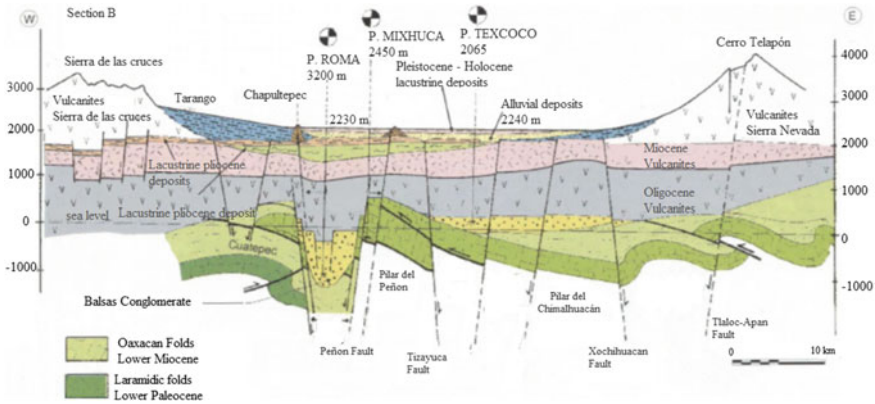 W
Section B
E
P. MIXHUCA
2450 m
P. TEXCOCO
2065
P. ROMA
3200 m
Cerro Telapón
Sierra de las cruces
Pleistocene - Holocene
lacustrine deposits
4000
3000
2000
1000
0
-1000
3000
2000
1000
0
-1000
Vulcanites
Sierra de las cruces
Tarango
Chapultepec
2230 m
Alluvial deposits
2240 m
Vulcanites
Sierra Nevada
Miocene
Vulcanites
Lacustrine pliocene
deposits
Oligocene
Vulcanites
sea level
Lacustrine pliocene deposit
Cuatepec
Balsas Conglomerate
Pilar del
Peñon
Pilar del
Chimalhuacán
Oaxacan Folds
Lower Miocene
Laramidic folds
Lower Paleocene
Peñon Fault
Tizayuca
Fault
Xochihuacan
Fault
Tlaloc-Apan
Fault
0
10 km